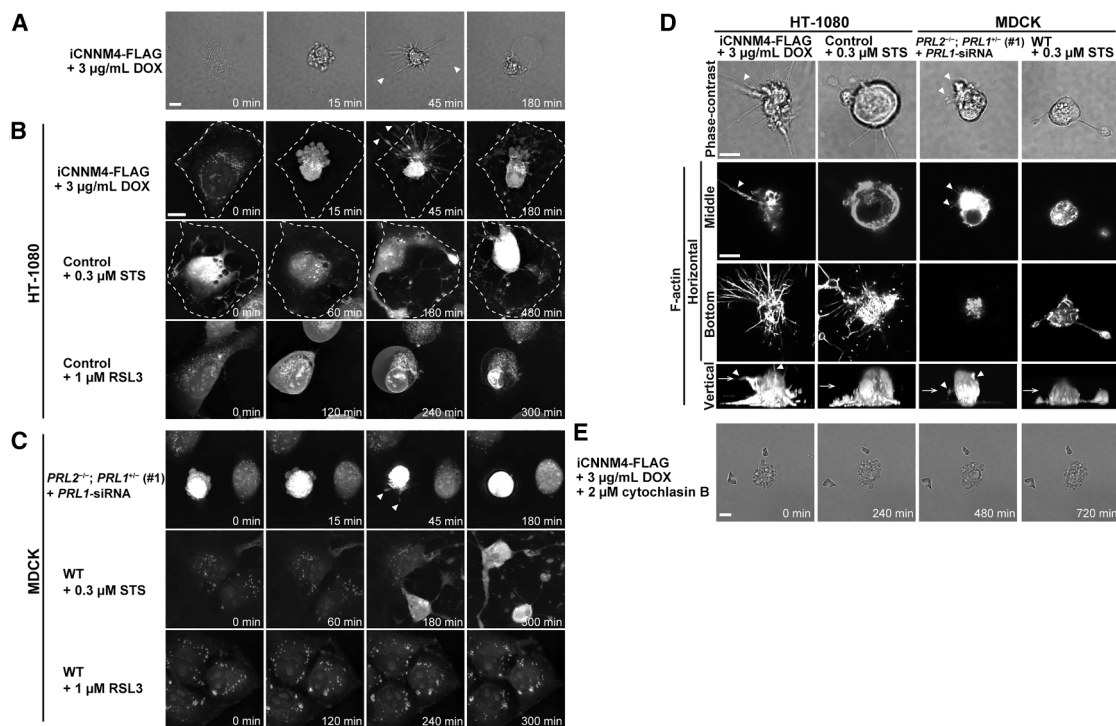 A
iCNNM4-FLAG
+ 3 µg/mL DOX
0 min
15 min
45 min
180 min
B
HT-1080
iCNNM4-FLAG
+ 3 µg/mL DOX
0 min
15 min
45 min
180 min
Control
+ 0.3 µM STS
0 min
60 min
180 min
480 min
Control
+ 1 µM RSL3
0 min
120 min
240 min
300 min
C
MDCK
PRL2–/–; PRL1+/– (#1)
+ PRL1-siRNA
0 min
15 min
45 min
180 min
WT
+ 0.3 µM STS
0 min
60 min
180 min
300 min
WT
+ 1 µM RSL3
0 min
120 min
240 min
300 min
D
HT-1080
MDCK
iCNNM4-FLAG
+ 3 µg/mL DOX
Control
+ 0.3 µM STS
PRL2–/–; PRL1+/– (#1)
+ PRL1-siRNA
WT
+ 0.3 µM STS
Phase-contrast
F-actin
Horizontal
Middle
Bottom
Vertical
E
iCNNM4-FLAG
+ 3 µg/mL DOX
+ 2 µM cytochlasin B
0 min
240 min
480 min
720 min